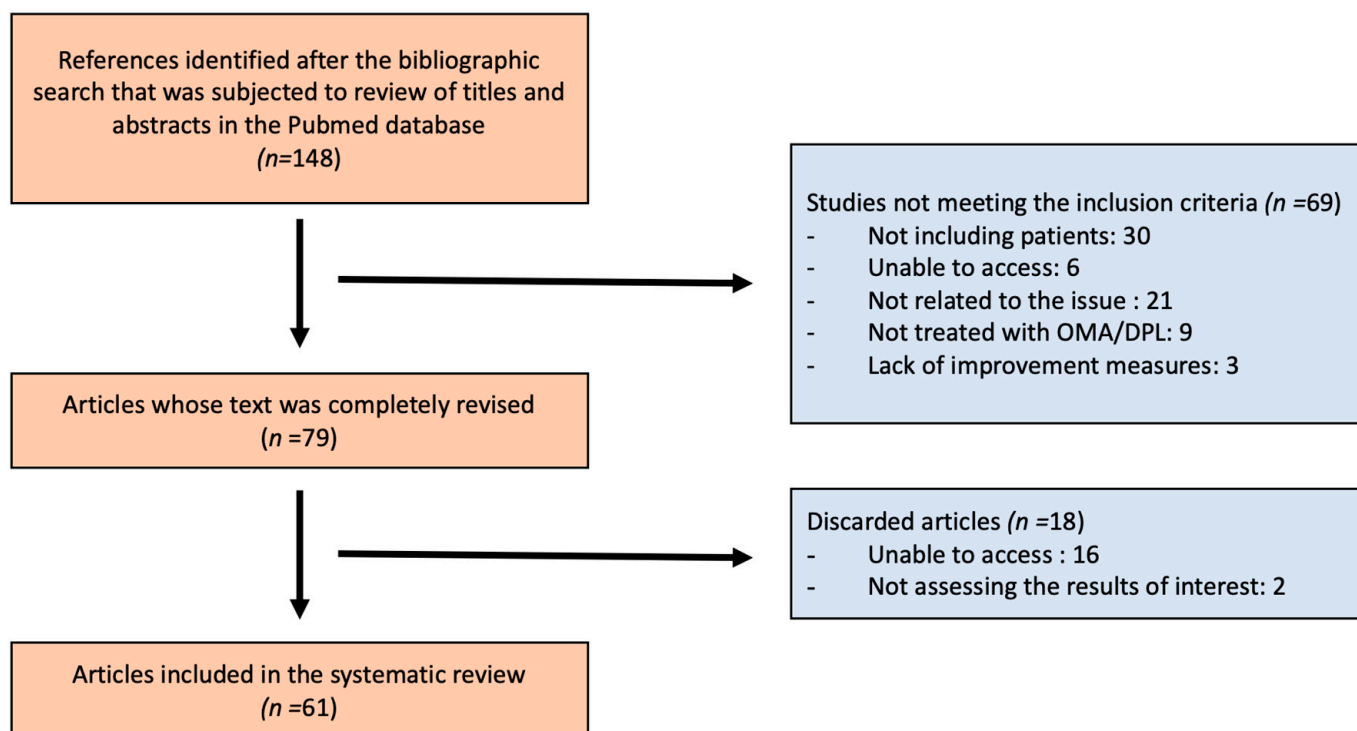 References identified after the bibliographic
search that was subjected to review of titles and
abstracts in the Pubmed database
(n=148)
Studies not meeting the inclusion criteria (n =69)
- Not including patients: 30
- Unable to access: 6
- Not related to the issue : 21
- Not treated with OMA/DPL: 9
- Lack of improvement measures: 3
Articles whose text was completely revised
(n =79)
Discarded articles (n =18)
- Unable to access : 16
- Not assessing the results of interest: 2
Articles included in the systematic review
(n =61)